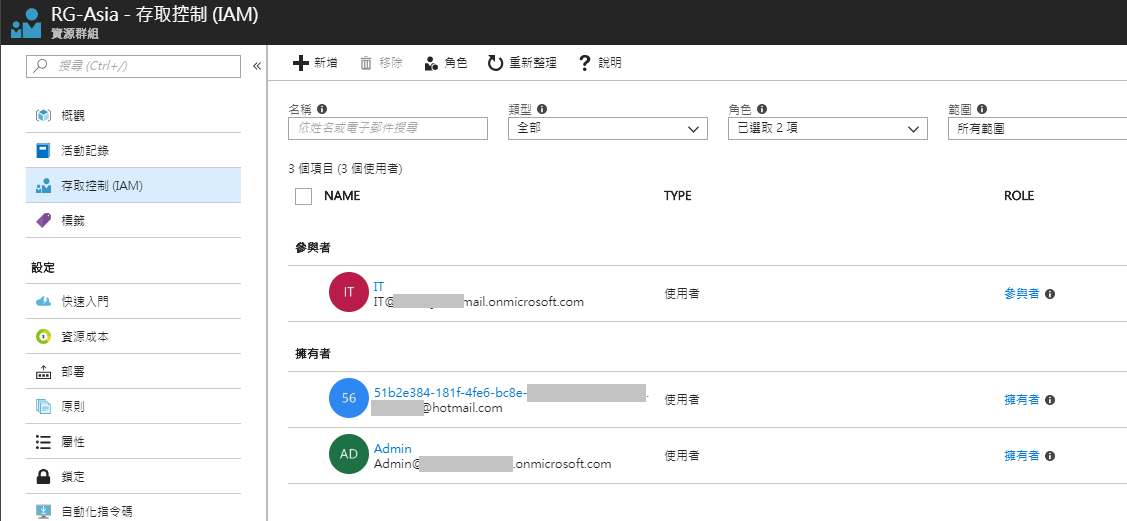 RG-Asia - 存取控制 (IAM)
資源群組
搜尋 (Ctrl+/)
«
概觀
活動記錄
存取控制 (IAM)
標籤
設定
快速入門
資源成本
部署
原則
屬性
鎖定
自動化指令碼
新增 移除 角色 重新整理 說明
名稱 類型 角色 範圍
依姓名或電子郵件搜尋 全部 已選取 2 項 所有範圍
3 個項目 (3 個使用者)
NAME TYPE ROLE
參與者
IT IT
IT@ mail.onmicrosoft.com 使用者 參與者
擁有者
56 51b2e384-181f-4fe6-bc8e-
@hotmail.com 使用者 擁有者
AD Admin
Admin@ .onmicrosoft.com 使用者 擁有者